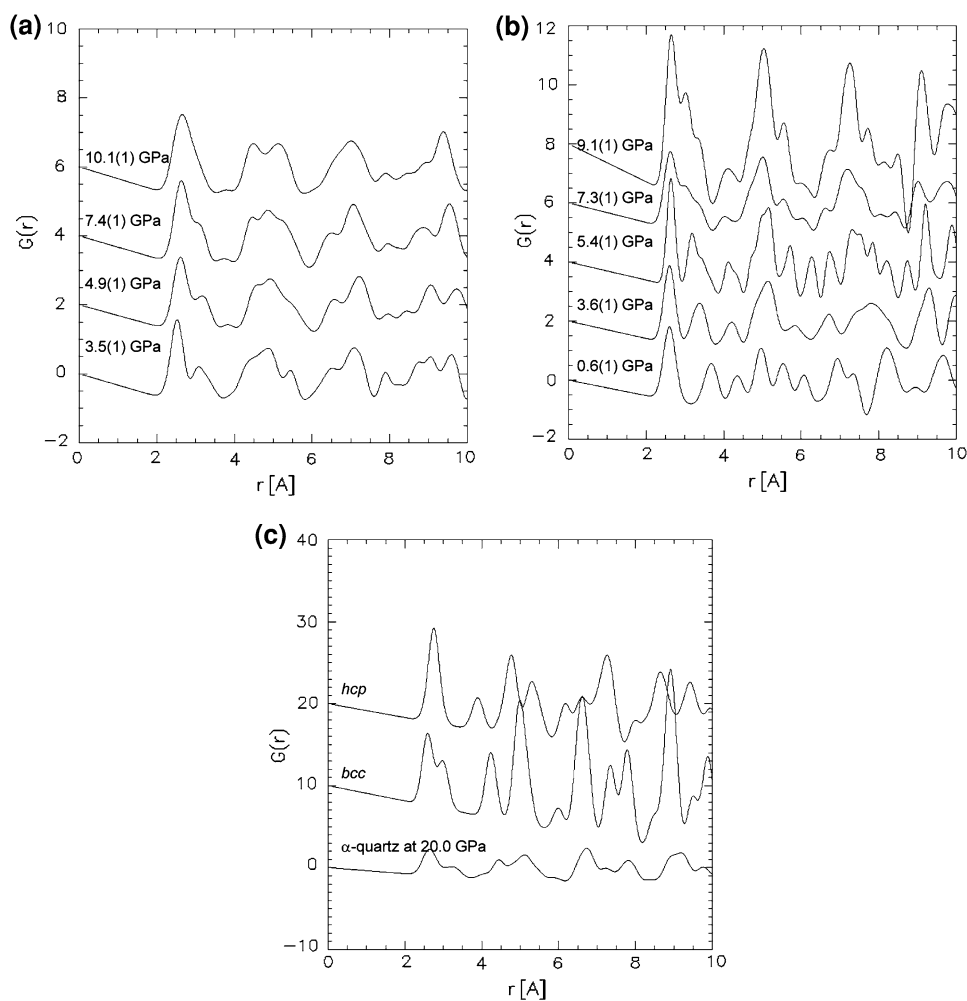 (a)
10
8
6
4
2
0
−2
G(r)
10.1(1) GPa
7.4(1) GPa
4.9(1) GPa
3.5(1) GPa
0 2 4 6 8 10
r [A]
(b)
12
10
8
6
4
2
0
−2
G(r)
9.1(1) GPa
7.3(1) GPa
5.4(1) GPa
3.6(1) GPa
0.6(1) GPa
0 2 4 6 8 10
r [A]
(c)
40
30
20
10
0
−10
G(r)
hcp
bcc
α-quartz at 20.0 GPa
0 2 4 6 8 10
r [A]